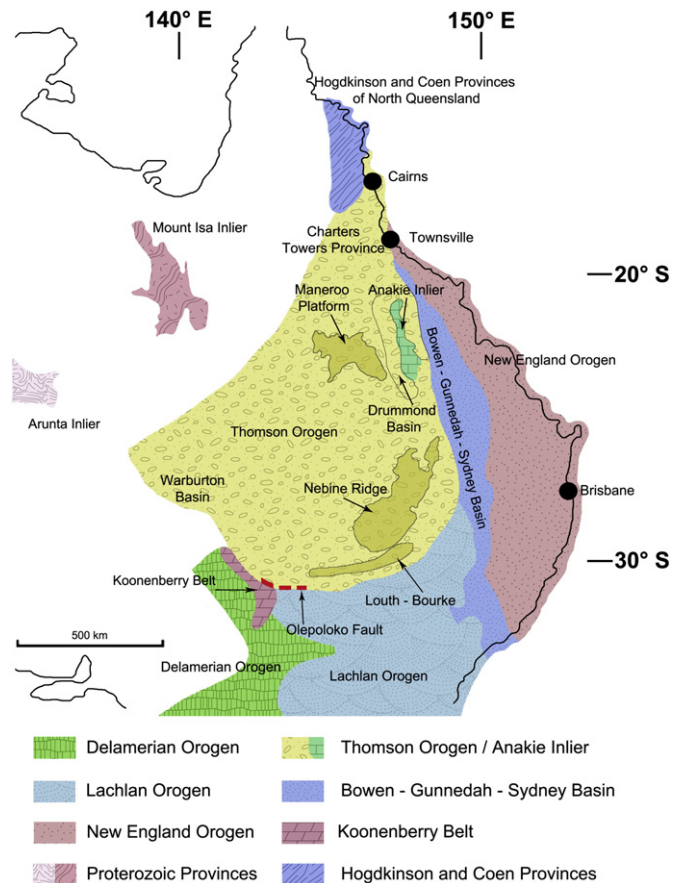 140° E
150° E
Hogdkinson and Coen Provinces
of North Queensland
Cairns
Mount Isa Inlier
Charters
Towers Province
Townsville
20° S
Maneroo
Platform
Anakie Inlier
New England Orogen
Bowen - Gunnedah - Sydney Basin
Arunta Inlier
Drummond
Basin
Thomson Orogen
Warburton
Basin
Nebine Ridge
Brisbane
30° S
Koonenberry Belt
Louth - Bourke
500 km
Olepoloko Fault
Delamerian Orogen
Lachlan Orogen
Delamerian Orogen
Thomson Orogen / Anakie Inlier
Lachlan Orogen
Bowen - Gunnedah - Sydney Basin
New England Orogen
Koonenberry Belt
Proterozoic Provinces
Hogdkinson and Coen Provinces